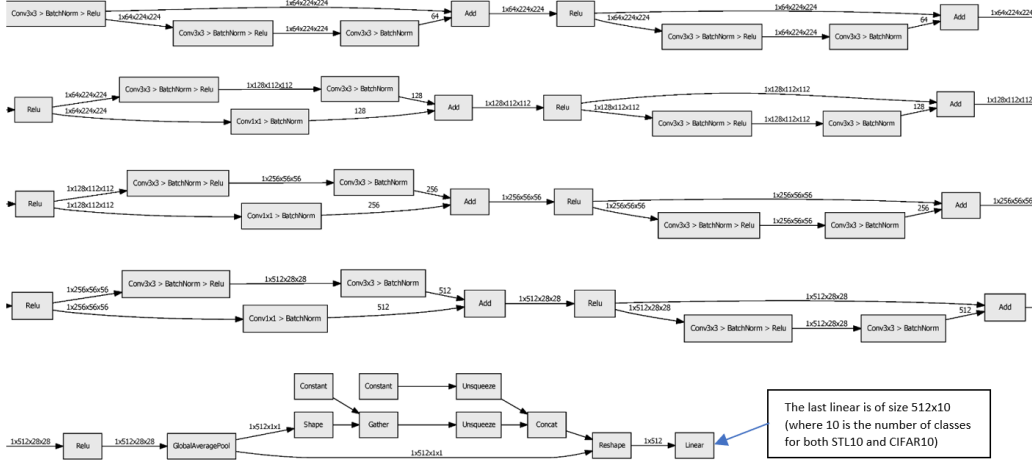 1x64x224x224
Conv3x3 > BatchNorm > Relu
Add
1x64x224x224
Relu
1x64x224x224
Add
1x64x224x224
1x64x224x224
Conv3x3 > BatchNorm > Relu
1x64x224x224
Conv3x3 > BatchNorm
64
1x64x224x224
Conv3x3 > BatchNorm > Relu
1x64x224x224
Conv3x3 > BatchNorm
64
Relu
1x64x224x224
Conv3x3 > BatchNorm > Relu
1x128x112x112
Conv3x3 > BatchNorm
128
1x64x224x224
Conv1x1 > BatchNorm
128
Add
1x128x112x112
Relu
1x128x112x112
1x128x112x112
Conv3x3 > BatchNorm > Relu
1x128x112x112
Conv3x3 > BatchNorm
128
Add
1x128x112x112
Relu
1x128x112x112
Conv3x3 > BatchNorm > Relu
1x256x56x56
Conv3x3 > BatchNorm
256
1x128x112x112
Conv1x1 > BatchNorm
256
Add
1x256x56x56
Relu
1x256x56x56
1x256x56x56
Conv3x3 > BatchNorm > Relu
1x256x56x56
Conv3x3 > BatchNorm
256
Add
1x256x56x56
Relu
1x256x56x56
Conv3x3 > BatchNorm > Relu
1x512x28x28
Conv3x3 > BatchNorm
512
1x256x56x56
Conv1x1 > BatchNorm
512
Add
1x512x28x28
Relu
1x512x28x28
1x512x28x28
Conv3x3 > BatchNorm > Relu
1x512x28x28
Conv3x3 > BatchNorm
512
Add
1x512x28x28
Relu
1x512x28x28
GlobalAveragePool
1x512x1x1
Constant
Constant
Unsqueeze
Shape
Gather
Unsqueeze
Concat
1x512x1x1
Reshape
1x512
Linear
The last linear is of size 512x10
(where 10 is the number of classes
for both STL10 and CIFAR10)